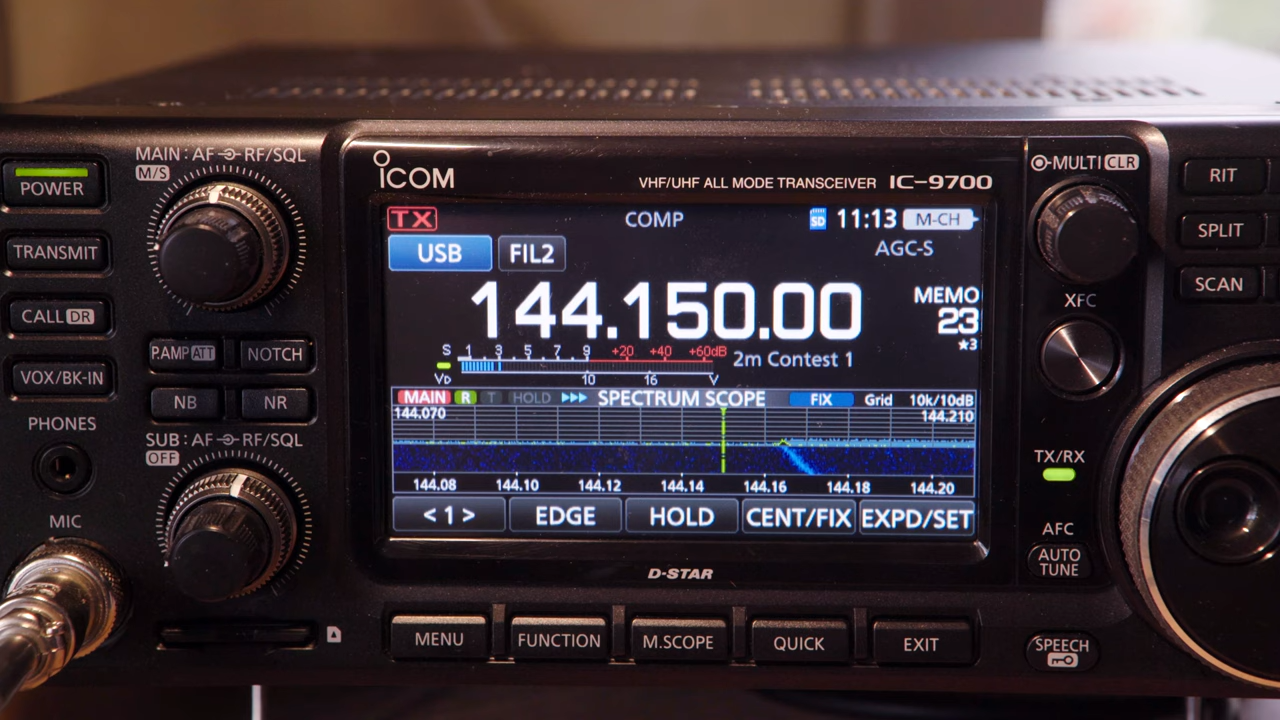 MAIN : AF RF/SQL
M/S
POWER
TRANSMIT
CALL DR
VOX/BK-IN
P.AMP ATT
NOTCH
NB
NR
PHONES
SUB : AF RF/SQL
OFF
MIC
ICOM
VHF/UHF ALL MODE TRANSCEIVER IC-9700
TX
COMP
SD
11:13
M-CH
USB
FIL2
AGC-S
144.150.00
MEMO
23
★3
S 1 3 5 7 9 +20 +40 +60dB
2m Contest 1
VD 10 16 V
MAIN R T HOLD SPECTRUM SCOPE FIX Grid 10k/10dB
144.070
144.210
144.08 144.10 144.12 144.14 144.16 144.18 144.20
< 1 >
EDGE
HOLD
CENT/FIX
EXPD/SET
D-STAR
MENU
FUNCTION
M.SCOPE
QUICK
EXIT
MULTI CLR
RIT
SPLIT
SCAN
XFC
TX/RX
AFC
AUTO
TUNE
SPEECH